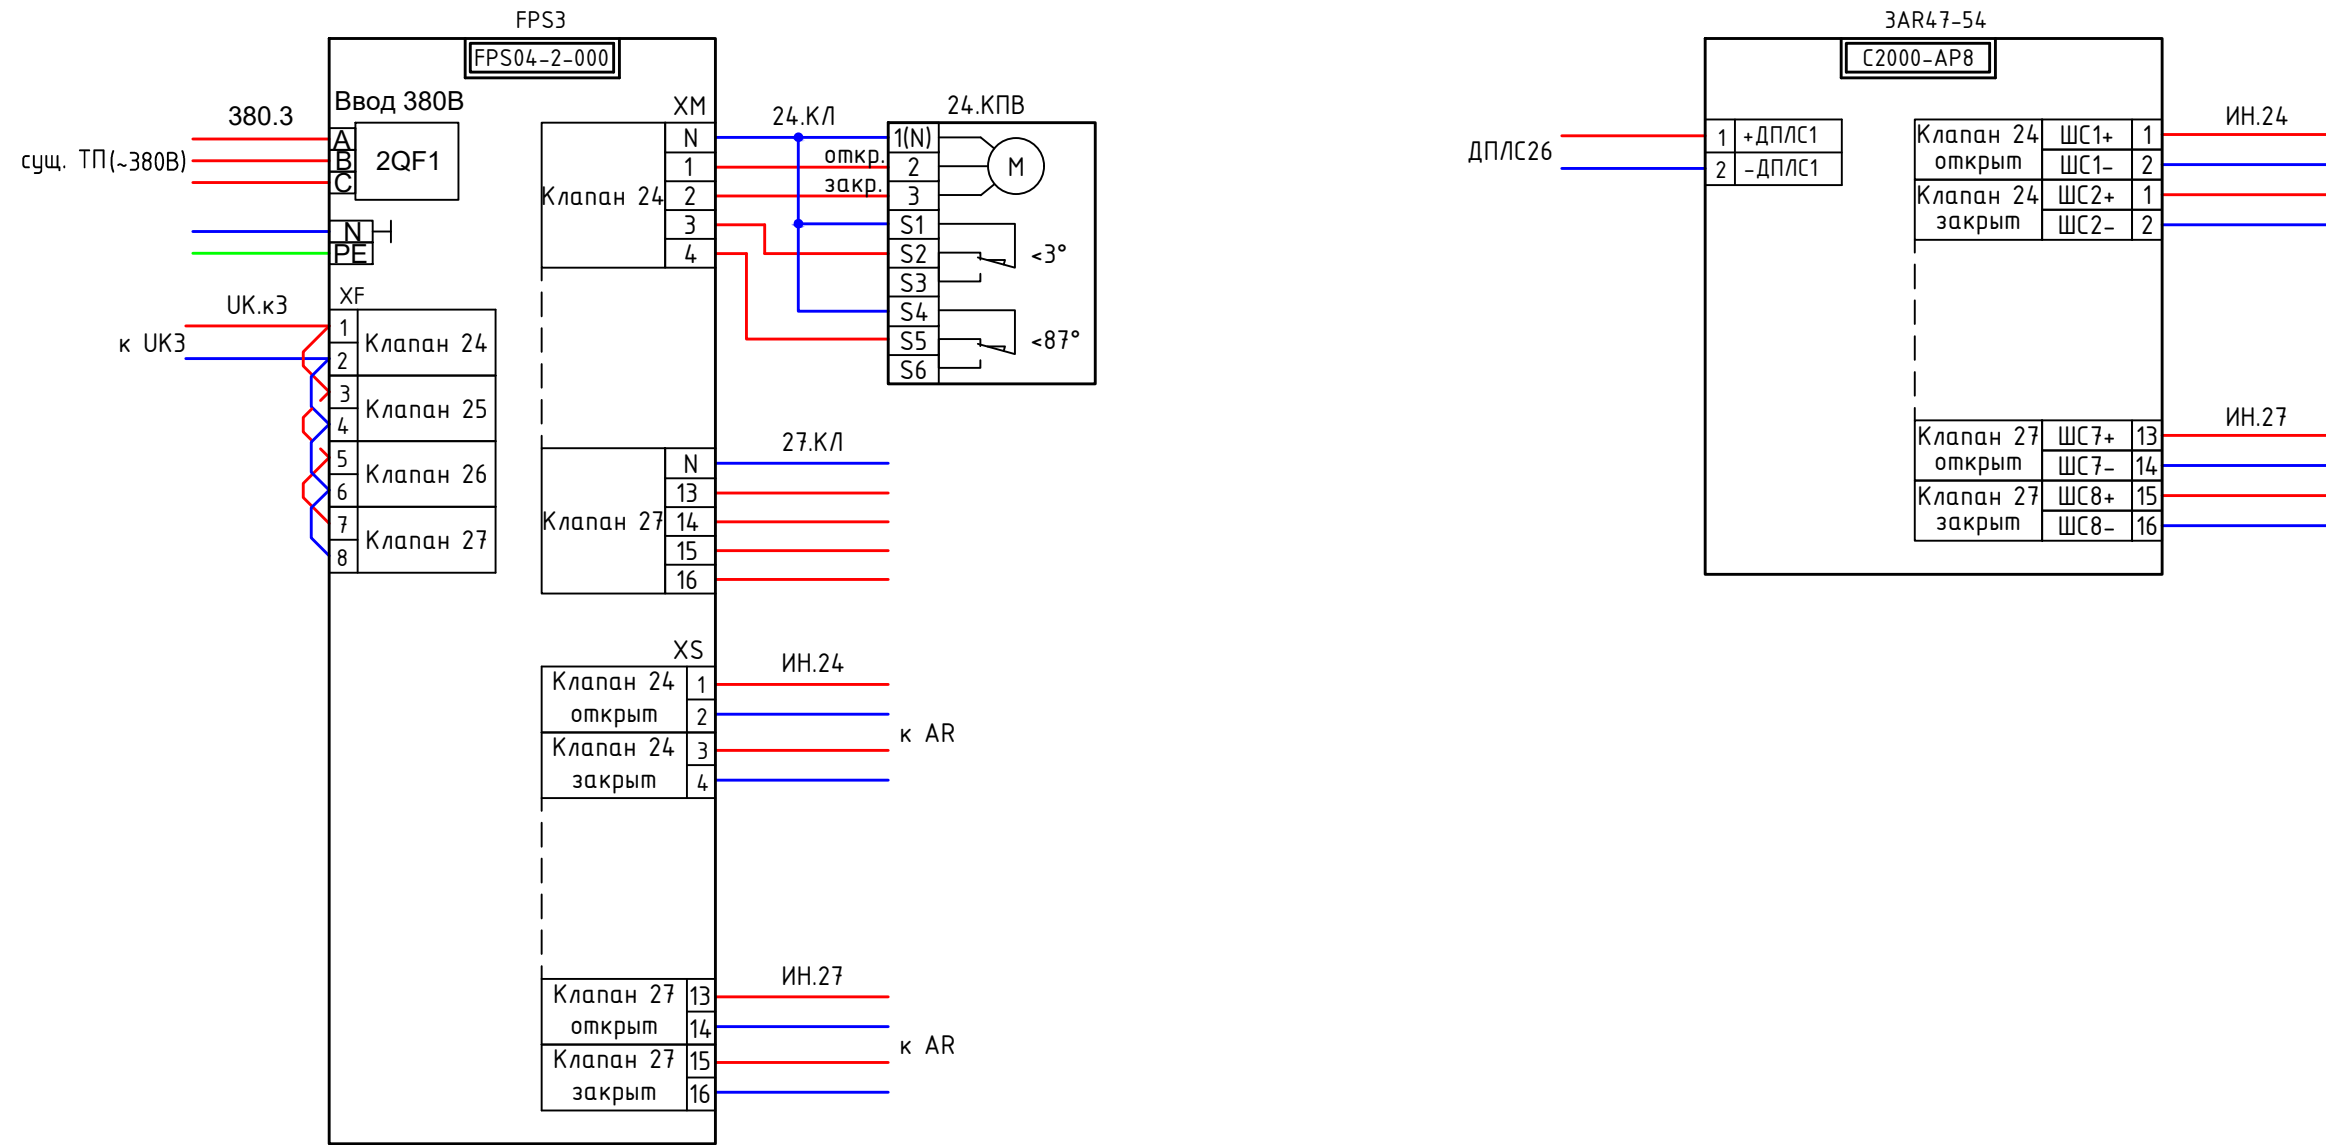 FPS3
FPS04-2-000
Ввод 380В
380.3
сущ. ТП(~380В)
A
B
C
2QF1
N
PE
XF
UK.к3
к UK3
1
2
Клапан 24
3
4
Клапан 25
5
6
Клапан 26
7
8
Клапан 27
XM
Клапан 24
N
1
2
3
4
24.КЛ
откр.
закр.
24.КПВ
1(N)
2
3
S1
S2
S3
S4
S5
S6
M
<3°
<87°
Клапан 27
N
13
14
15
16
27.КЛ
XS
ИН.24
Клапан 24
открыт
1
2
Клапан 24
закрыт
3
4
к AR
ИН.27
Клапан 27
открыт
13
14
Клапан 27
закрыт
15
16
к AR
3AR47-54
С2000-АР8
ДПЛС26
1 +ДПЛС1
2 -ДПЛС1
Клапан 24
открыт
ШС1+ 1
ШС1- 2
Клапан 24
закрыт
ШС2+ 1
ШС2- 2
ИН.24
Клапан 27
открыт
ШС7+ 13
ШС7- 14
Клапан 27
закрыт
ШС8+ 15
ШС8- 16
ИН.27